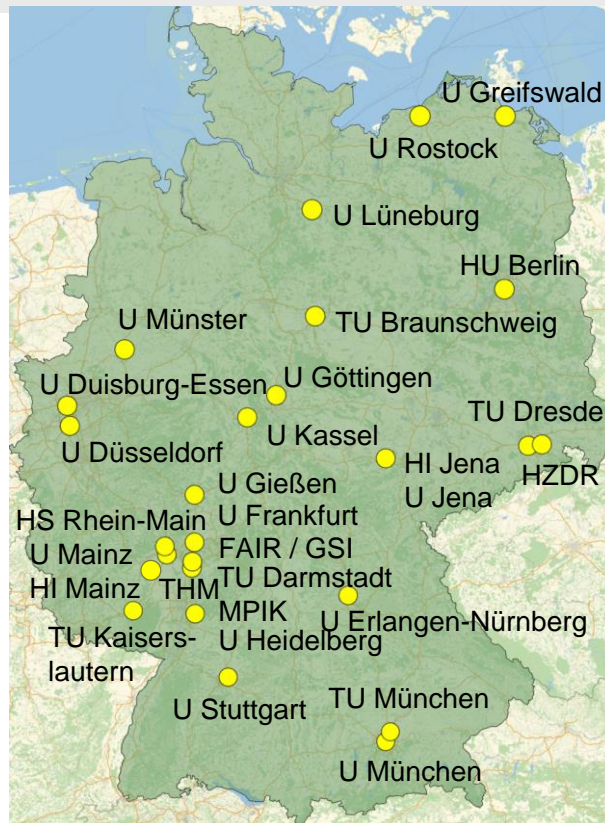 U Greifswald
U Rostock
U Lüneburg
HU Berlin
TU Braunschweig
U Münster
U Göttingen
U Duisburg-Essen
TU Dresde
U Kassel
U Düsseldorf
HI Jena
U Jena
HZDR
U Gießen
HS Rhein-Main
U Frankfurt
U Mainz
FAIR / GSI
HI Mainz
THM
TU Darmstadt
MPIK
U Erlangen-Nürnberg
TU Kaisers-
lautern
U Heidelberg
U Stuttgart
TU München
U München